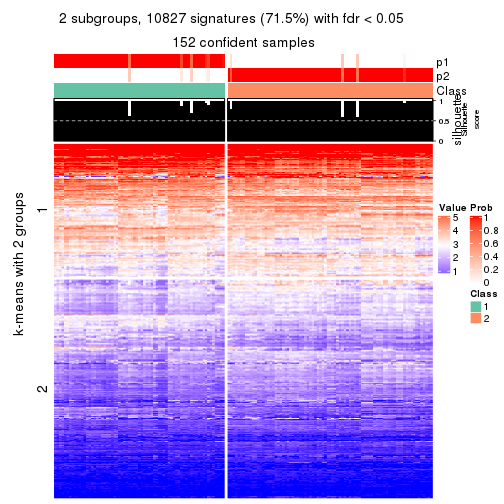 2 subgroups, 10827 signatures (71.5%) with fdr < 0.05
152 confident samples
p1
p2
Class
1
0.5
0
silhouette
Silhouette
score
k-means with 2 groups
1
2
Value
5
4
3
2
1
Prob
1
0.8
0.6
0.4
0.2
0
Class
1
2